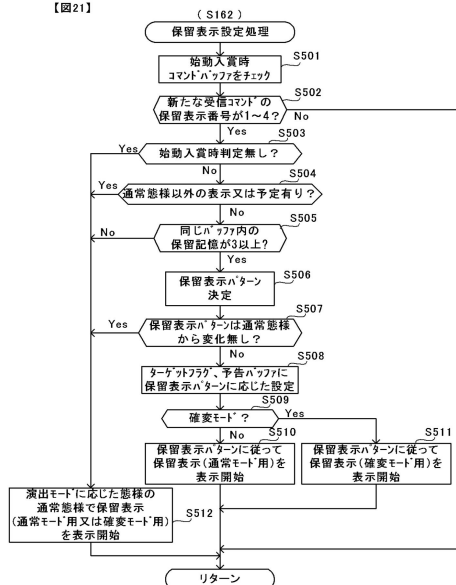 【図21】
(S162)
保留表示設定処理
始動入賞時
コマンドバッファをチェック
S501
新たな受信コマンドの
保留表示番号が1～4?
S502
No
Yes
S503
始動入賞時判定無し?
Yes
No
S504
通常態様以外の表示又は予定有り?
Yes
No
S505
同じバッファ内の
保留記憶が3以上?
No
Yes
S506
保留表示パターン
決定
S507
保留表示パターンは通常態様
から変化無し?
Yes
No
S508
ターゲットフラグ、予告バッファに
保留表示パターンに応じた設定
S509
確変モード?
Yes
No
S510
保留表示パターンに従って
保留表示(通常モード用)を
表示開始
S511
保留表示パターンに従って
保留表示(確変モード用)を
表示開始
演出モードに応じた態様の
通常態様で保留表示
(通常モード用又は確変モード用)
を表示開始
S512
リターン